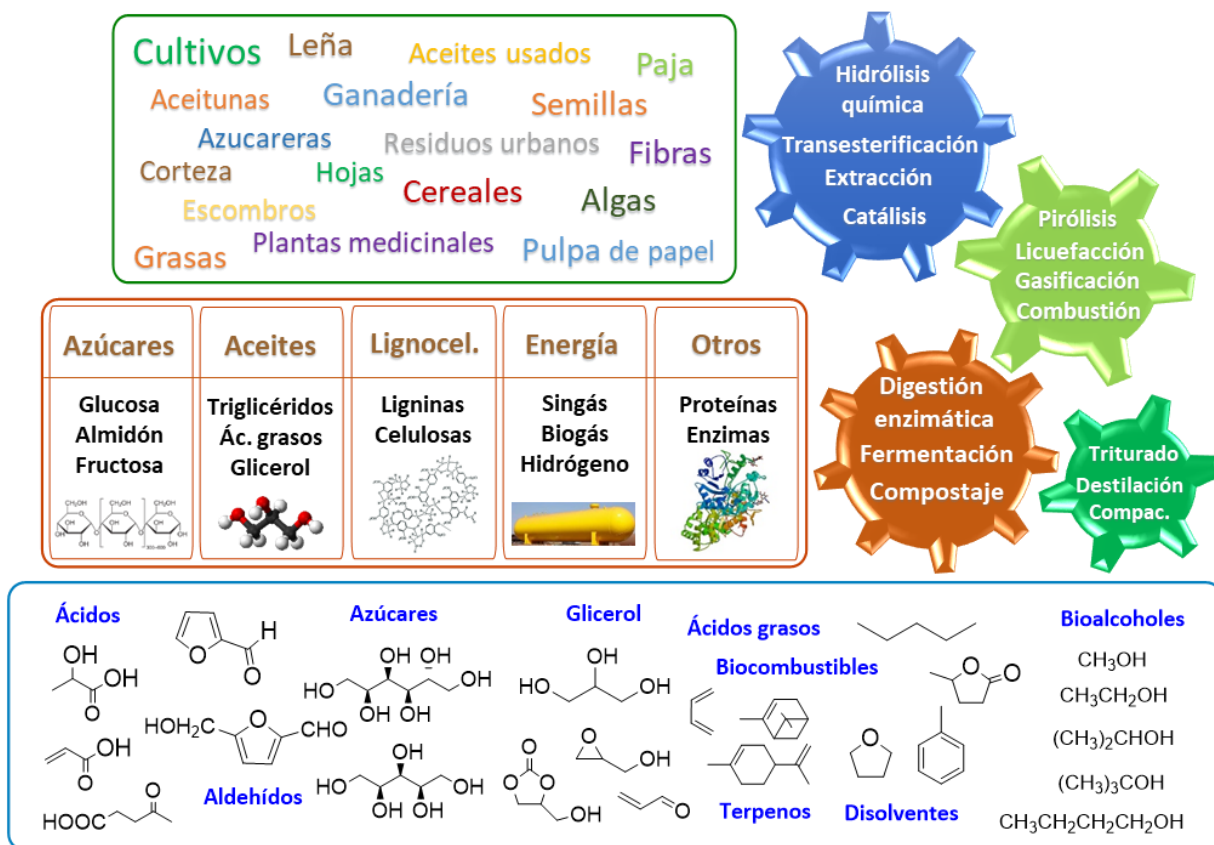 Cultivos
Leña
Aceites usados
Paja
Aceitunas
Ganadería
Semillas
Azucareras
Residuos urbanos
Fibras
Corteza
Hojas
Cereales
Algas
Escombros
Plantas medicinales
Pulpa de papel
Grasas
Hidrólisis
química
Transesterificación
Extracción
Catálisis
Pirólisis
Licuefacción
Gasificación
Combustión
Azúcares
Glucosa
Almidón
Fructosa
Aceites
Triglicéridos
Ác. grasos
Glicerol
Lignocel.
Ligninas
Celulosas
Energía
Singás
Biogás
Hidrógeno
Otros
Proteínas
Enzimas
Digestión
enzimática
Fermentación
Compostaje
Triturado
Destilación
Compac.
Ácidos
OH
OH
O
OH
O
HOOC
O
O
H
O
HOH₂C
O
CHO
Aldehídos
Azúcares
OH
OH
HO
OH
OH
OH
OH
HO
OH
OH
OH
Glicerol
OH
HO
OH
O
O
O
OH
O
OH
O
Ácidos grasos
Biocombustibles
Terpenos
O
O
O
Disolventes
Bioalcoholes
CH₃OH
CH₃CH₂OH
(CH₃)₂CHOH
(CH₃)₃COH
CH₃CH₂CH₂CH₂OH